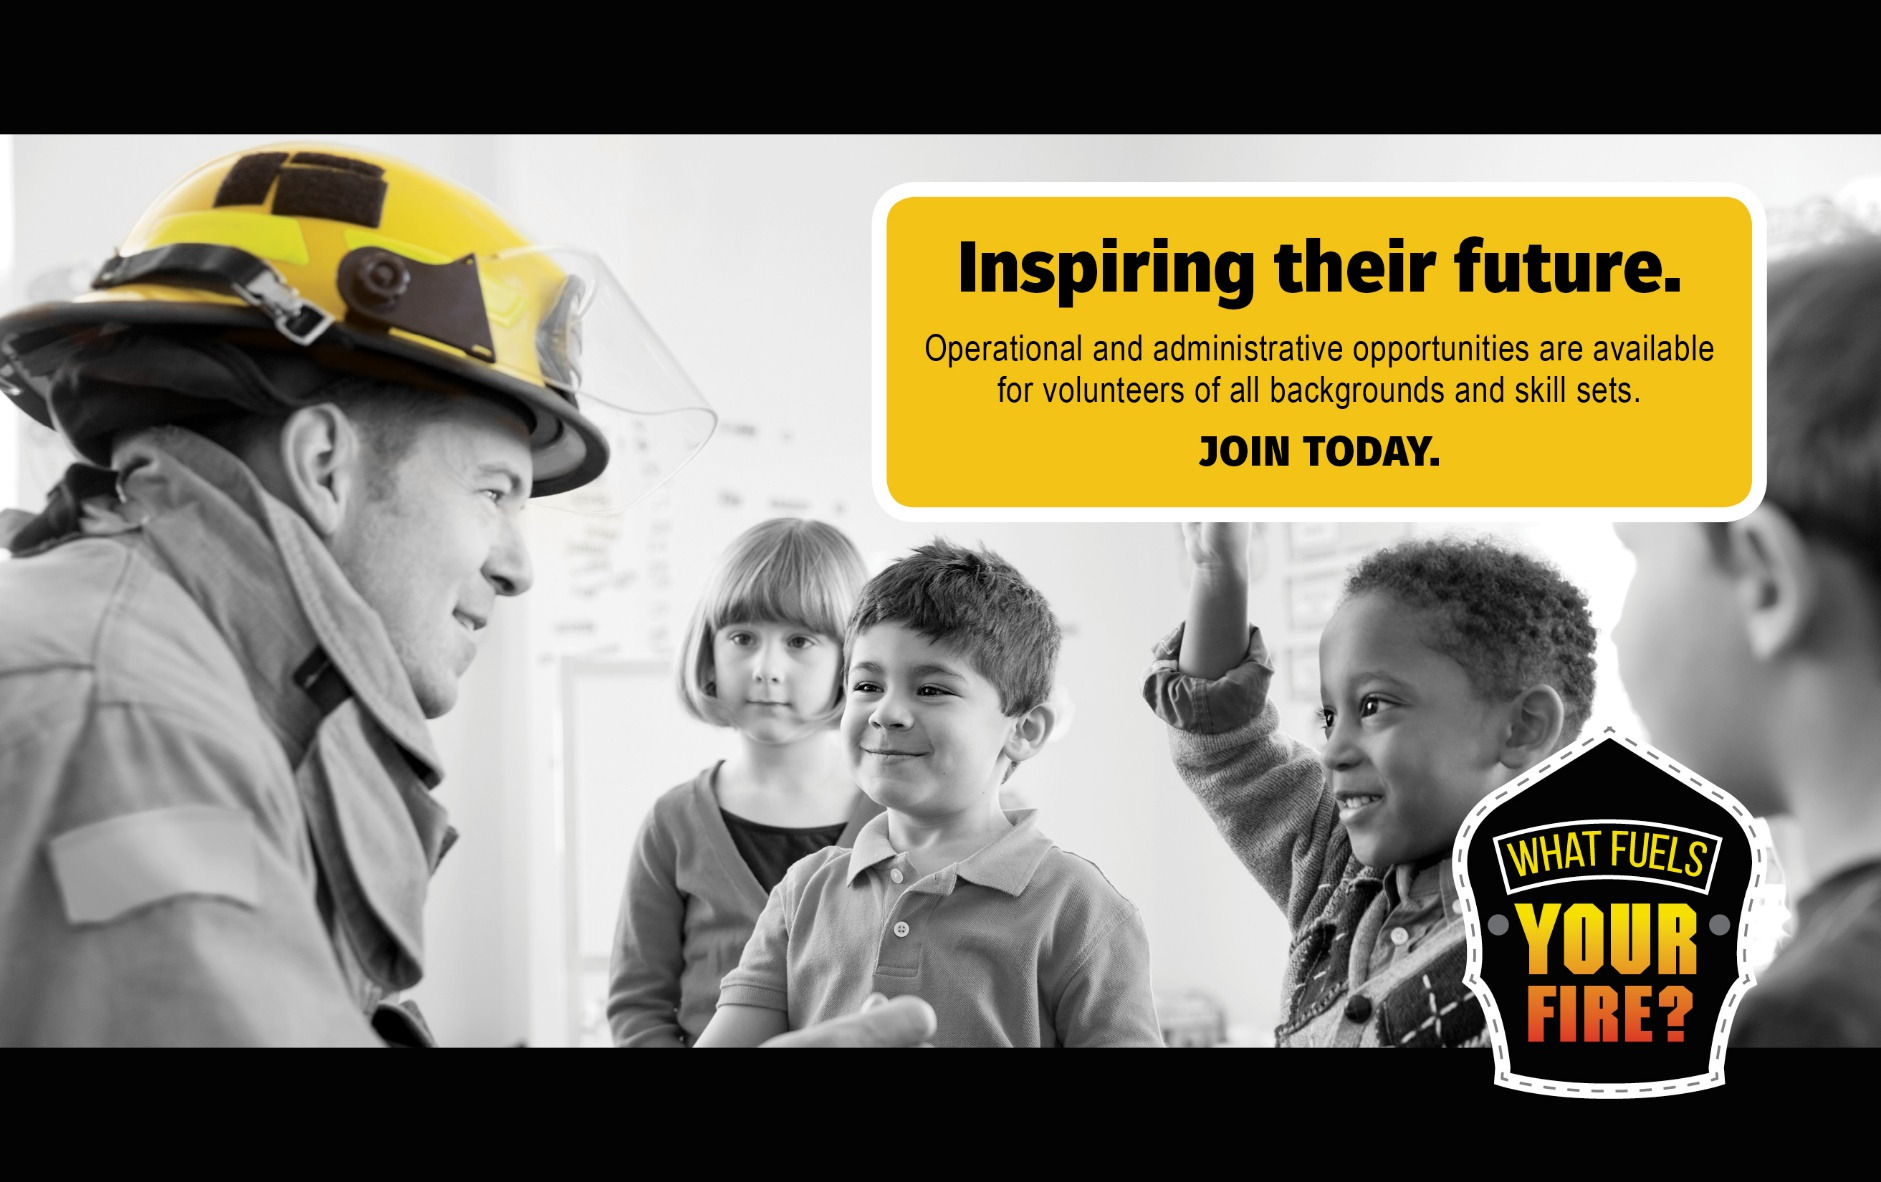 Inspiring their future.
Operational and administrative opportunities are available
for volunteers of all backgrounds and skill sets.
JOIN TODAY.
WHAT FUELS
YOUR
FIRE?